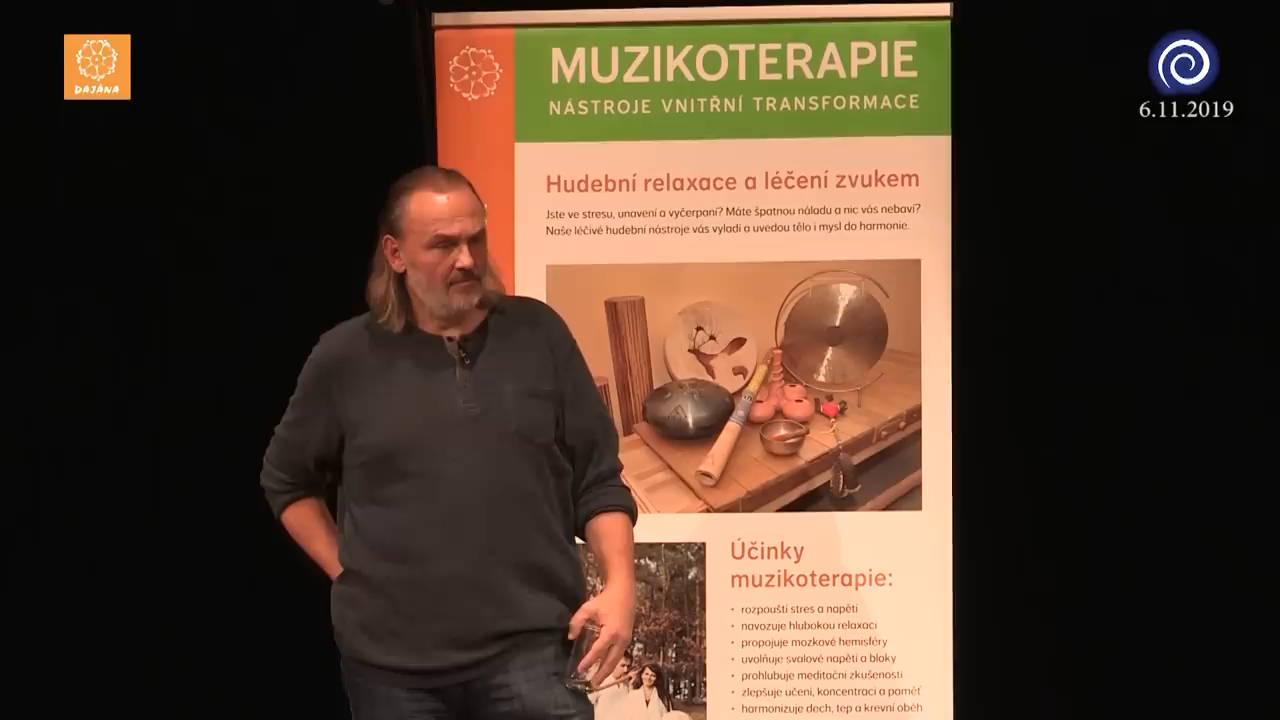 DAJÁNA
6.11.2019
MUZIKOTERAPIE
NÁSTROJE VNITŘNÍ TRANSFORMACE
Hudební relaxace a léčení zvukem
Jste ve stresu, unavení a vyčerpaní? Máte špatnou náladu a nic vás nebaví?
Naše léčivé hudební nástroje vás vyladí a uvedou tělo i mysl do harmonie.
Účinky
muzikoterapie:
• rozpouští stres a napětí
• navozuje hlubokou relaxaci
• propojuje mozkové hemisféry
• uvolňuje svalové napětí a bloky
• prohlubuje meditační zkušenosti
• zlepšuje učení, koncentraci a paměť
• harmonizuje dech, tep a krevní oběh